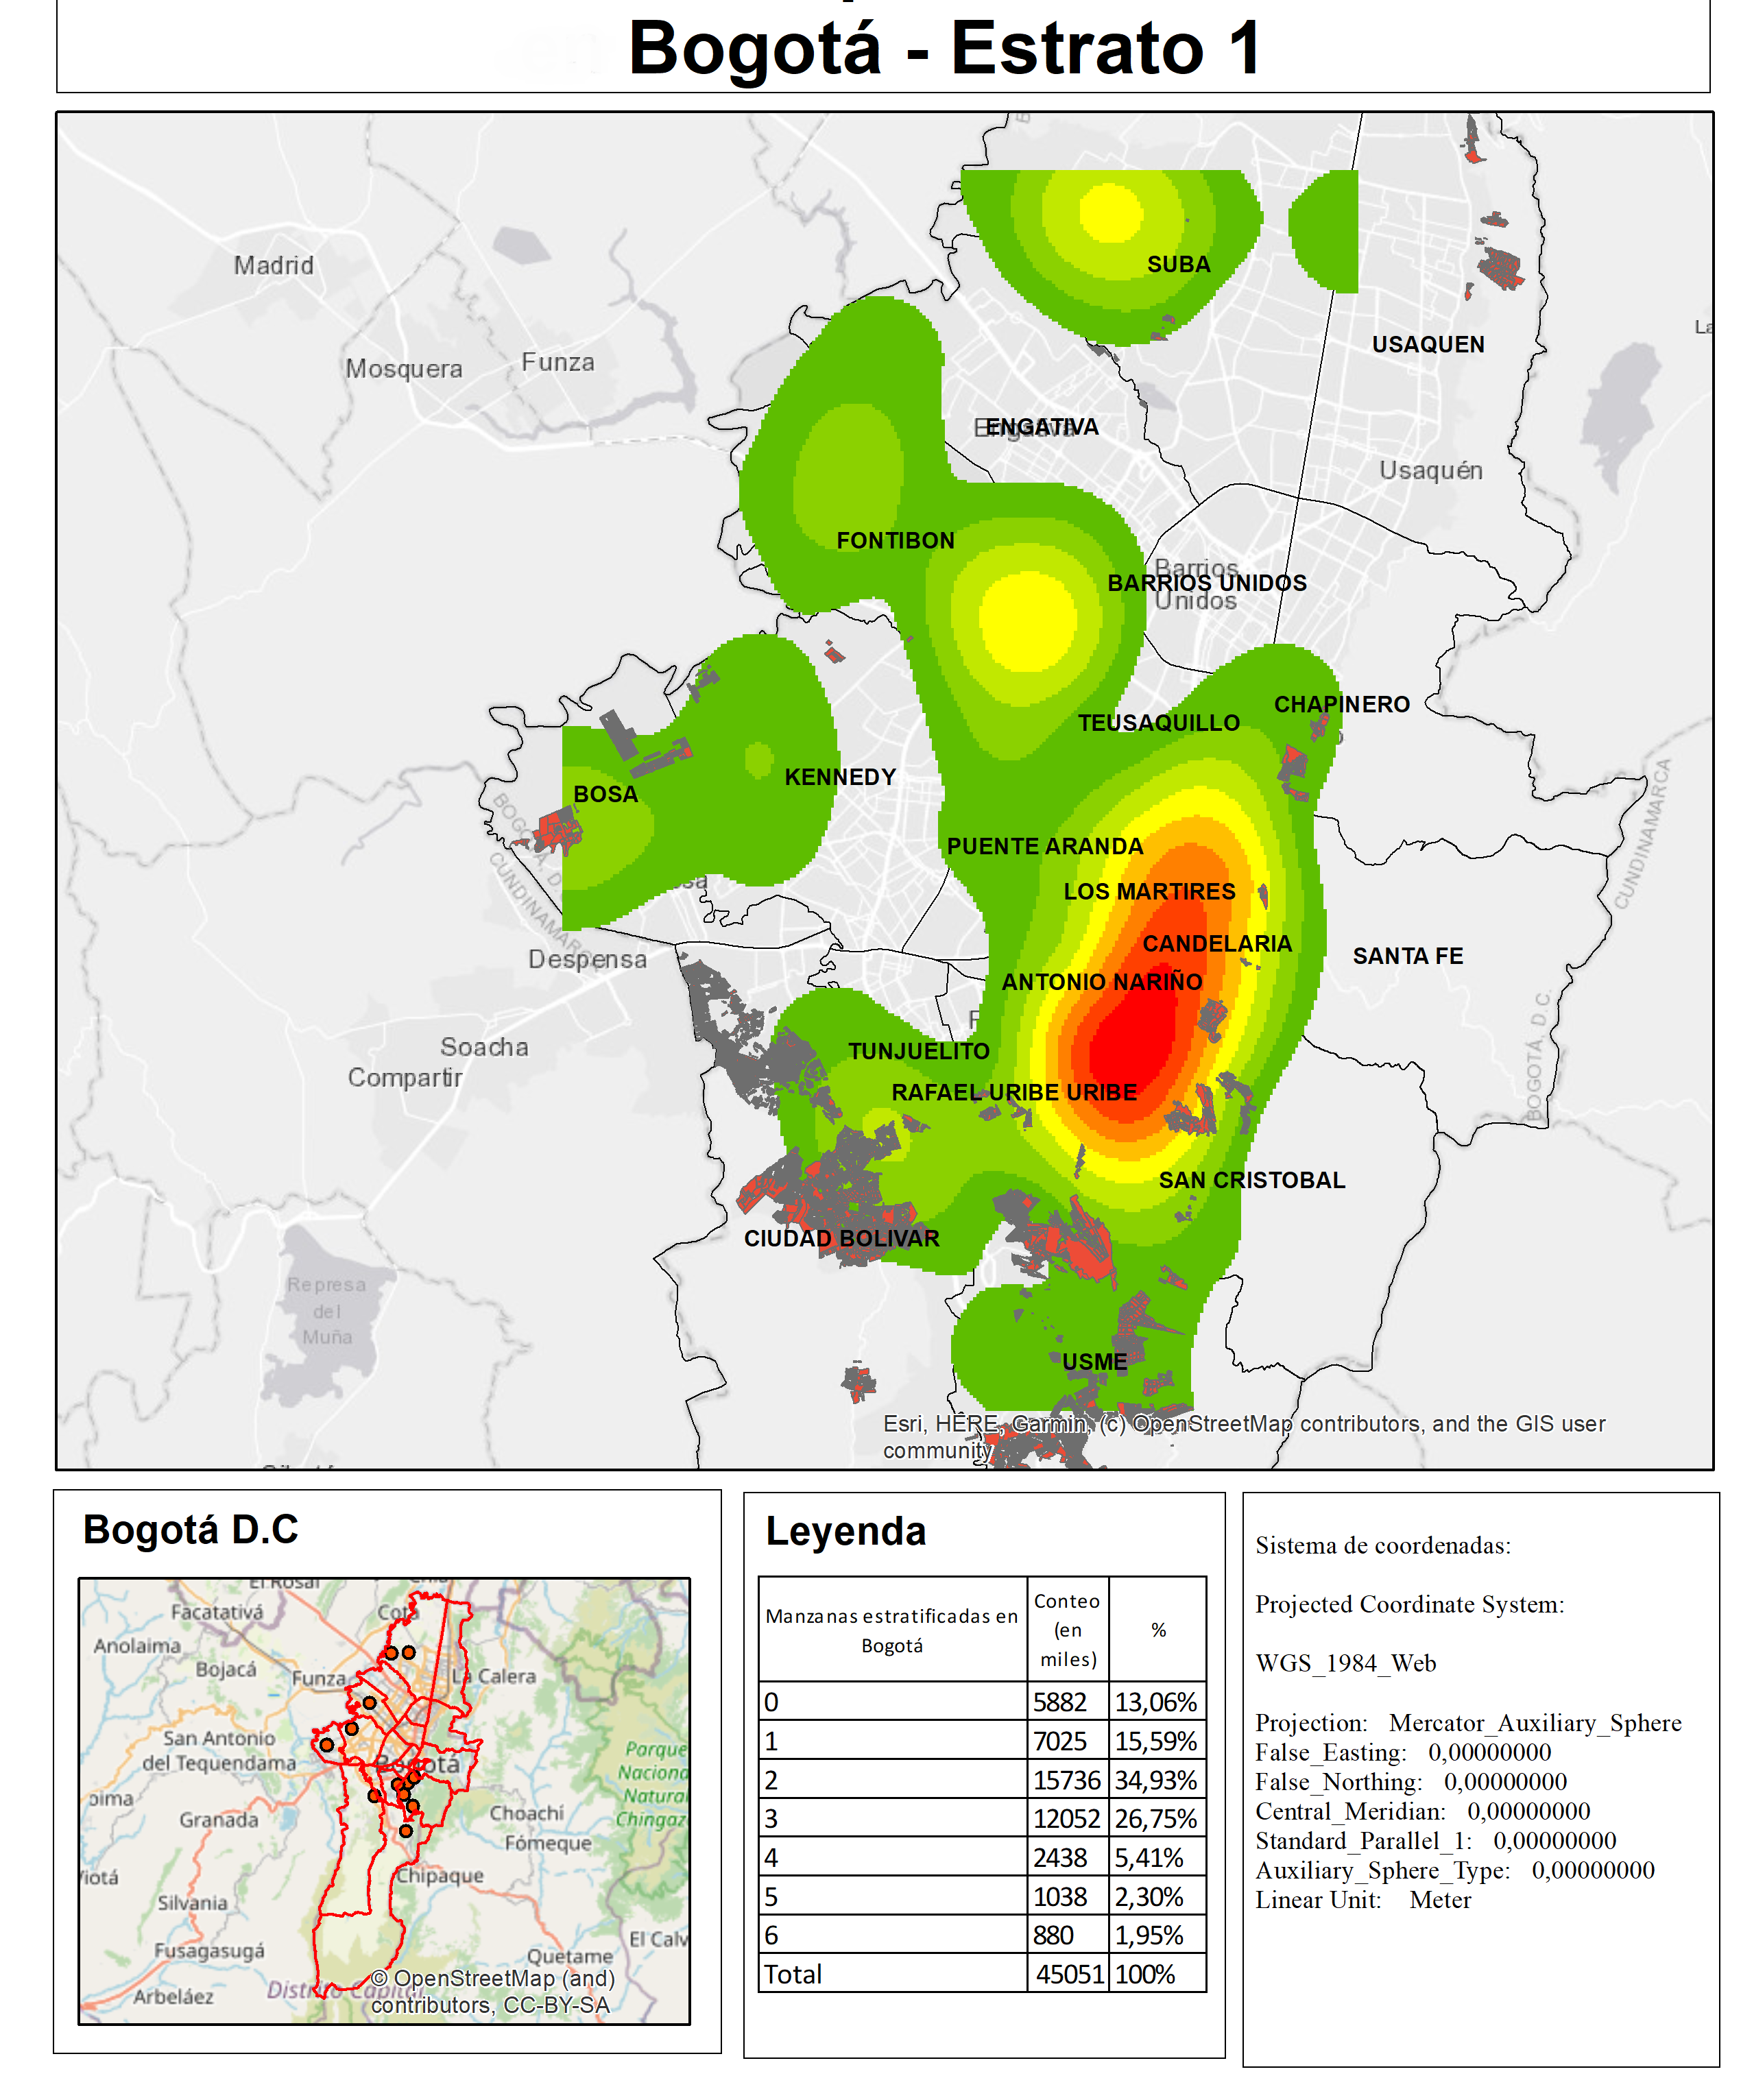 Bogotá - Estrato 1
Madrid
SUBA
La
USAQUEN
Mosquera
Funza
ENGATIVA
Engativá
Usaquén
FONTIBON
Barrios
BARRIOS UNIDOS
Unidos
CHAPINERO
TEUSAQUILLO
KENNEDY
BOSA
BOGOTÁ, D.
CUNDINAMARCA
CUNDINAMARCA
PUENTE ARANDA
LOS MARTIRES
CANDELARIA
SANTA FE
Despensa
ANTONIO NARIÑO
BOGOTÁ, D.C.
Soacha
TUNJUELITO
Compartir
RAFAEL URIBE URIBE
SAN CRISTOBAL
CIUDAD BOLIVAR
Represa
del
Muña
USME
Esri, HERE, Garmin, (c) OpenStreetMap contributors, and the GIS user
community
Bogotá D.C
El Rosal
Facatativá
Cota
Anolaima
Bojacá
Funza
La Calera
San Antonio
del Tequendama
Bogotá
Parque
Naciona
Natural
Chingaz
Granada
Choachí
Fómeque
Chipaque
Silvania
Fusagasugá
Quetame
El Calv
Arbeláez
Distrito Capital
© OpenStreetMap (and)
contributors, CC-BY-SA
Leyenda
Manzanas estratificadas en Bogotá Conteo (en miles) %
0 5882 13,06%
1 7025 15,59%
2 15736 34,93%
3 12052 26,75%
4 2438 5,41%
5 1038 2,30%
6 880 1,95%
Total 45051 100%
Sistema de coordenadas:
Projected Coordinate System:
WGS_1984_Web
Projection: Mercator_Auxiliary_Sphere
False_Easting: 0,00000000
False_Northing: 0,00000000
Central_Meridian: 0,00000000
Standard_Parallel_1: 0,00000000
Auxiliary_Sphere_Type: 0,00000000
Linear Unit: Meter